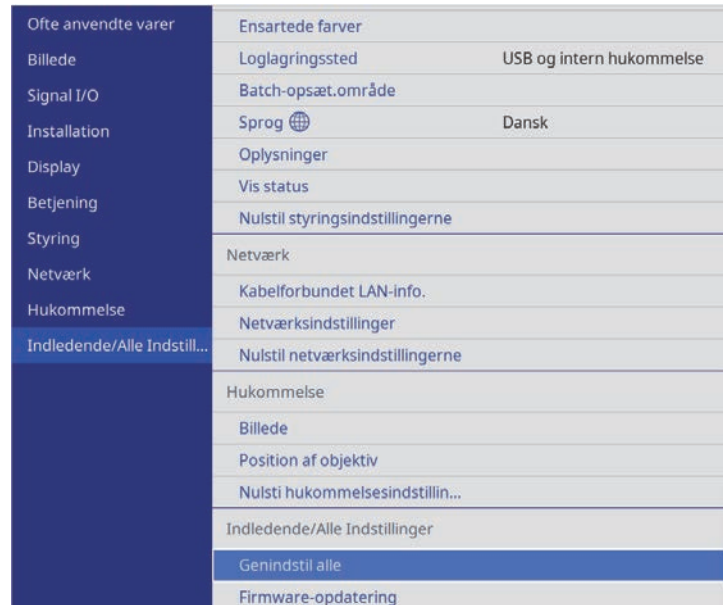 Ofte anvendte varer
Billede
Signal I/O
Installation
Display
Betjening
Styring
Netværk
Hukommelse
Indledende/Alle Indstill...
Ensartede farver
Loglagringssted USB og intern hukommelse
Batch-opsæt.område
Sprog Dansk
Oplysninger
Vis status
Nulstil styringsindstillingerne
Netværk
Kabelforbundet LAN-info.
Netværksindstillinger
Nulstil netværksindstillingerne
Hukommelse
Billede
Position af objektiv
Nulsti hukommelsesindstillin...
Indledende/Alle Indstillinger
Genindstil alle
Firmware-opdatering